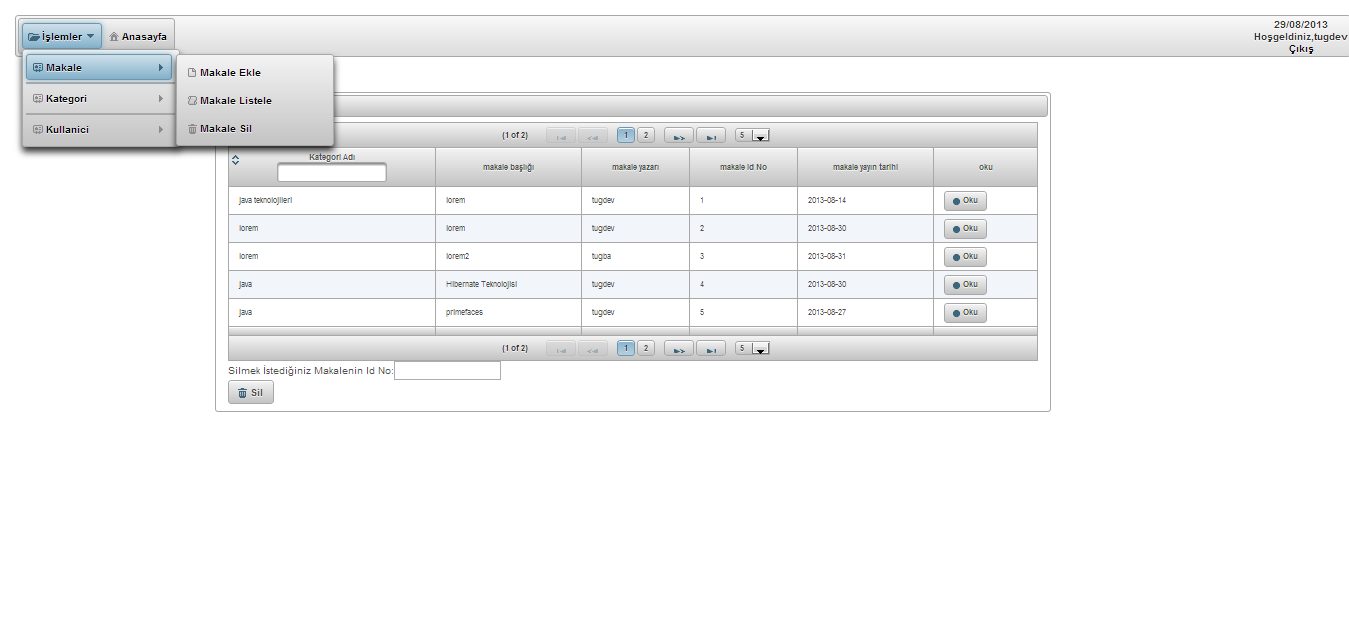 29/08/2013
İşlemler Anasayfa Hoşgeldiniz,tugdev
Çıkış
Makale
Makale Ekle
Kategori
Makale Listele
Kullanici
Makale Sil
(1 of 2) 1 2 5
Kategori Adı
makale başlığı makale yazarı makale id No makale yayın tarihi oku
java teknolojileri lorem tugdev 1 2013-08-14 Oku
lorem lorem tugdev 2 2013-08-30 Oku
lorem lorem2 tugba 3 2013-08-31 Oku
java Hibernate Teknolojisi tugdev 4 2013-08-30 Oku
java primefaces tugdev 5 2013-08-27 Oku
(1 of 2) 1 2 5
Silmek İstediğiniz Makalenin Id No:
Sil